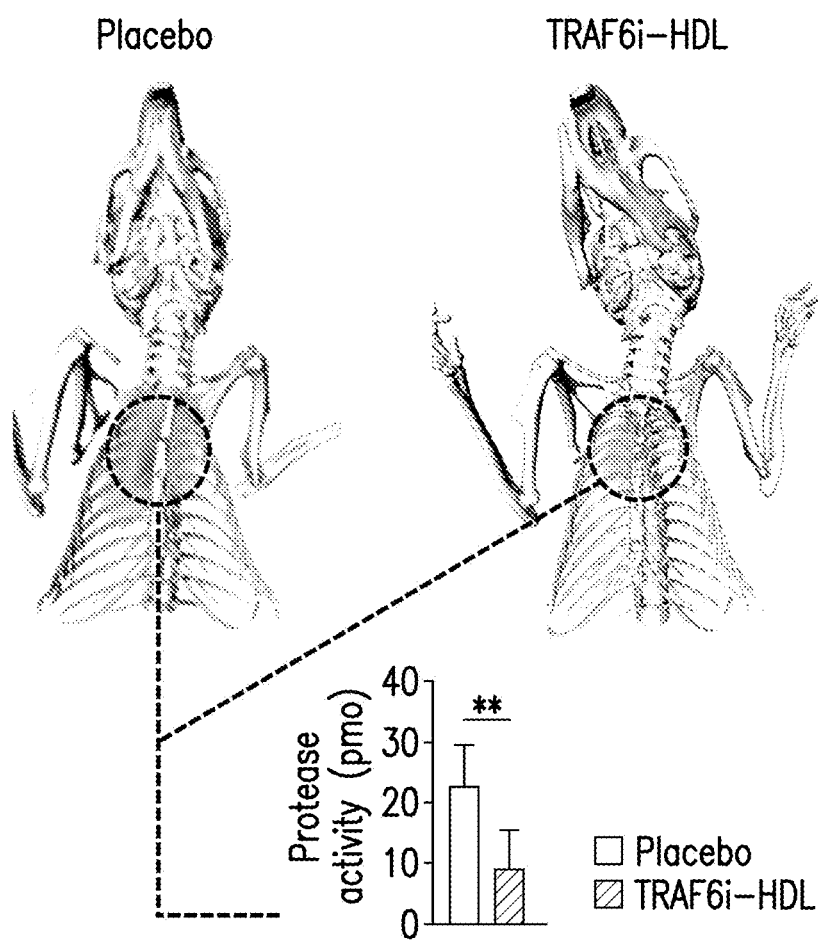 Placebo
TRAF6i-HDL
Protease
activity (pmo)
40
30
20
10
0
**
Placebo
TRAF6i-HDL